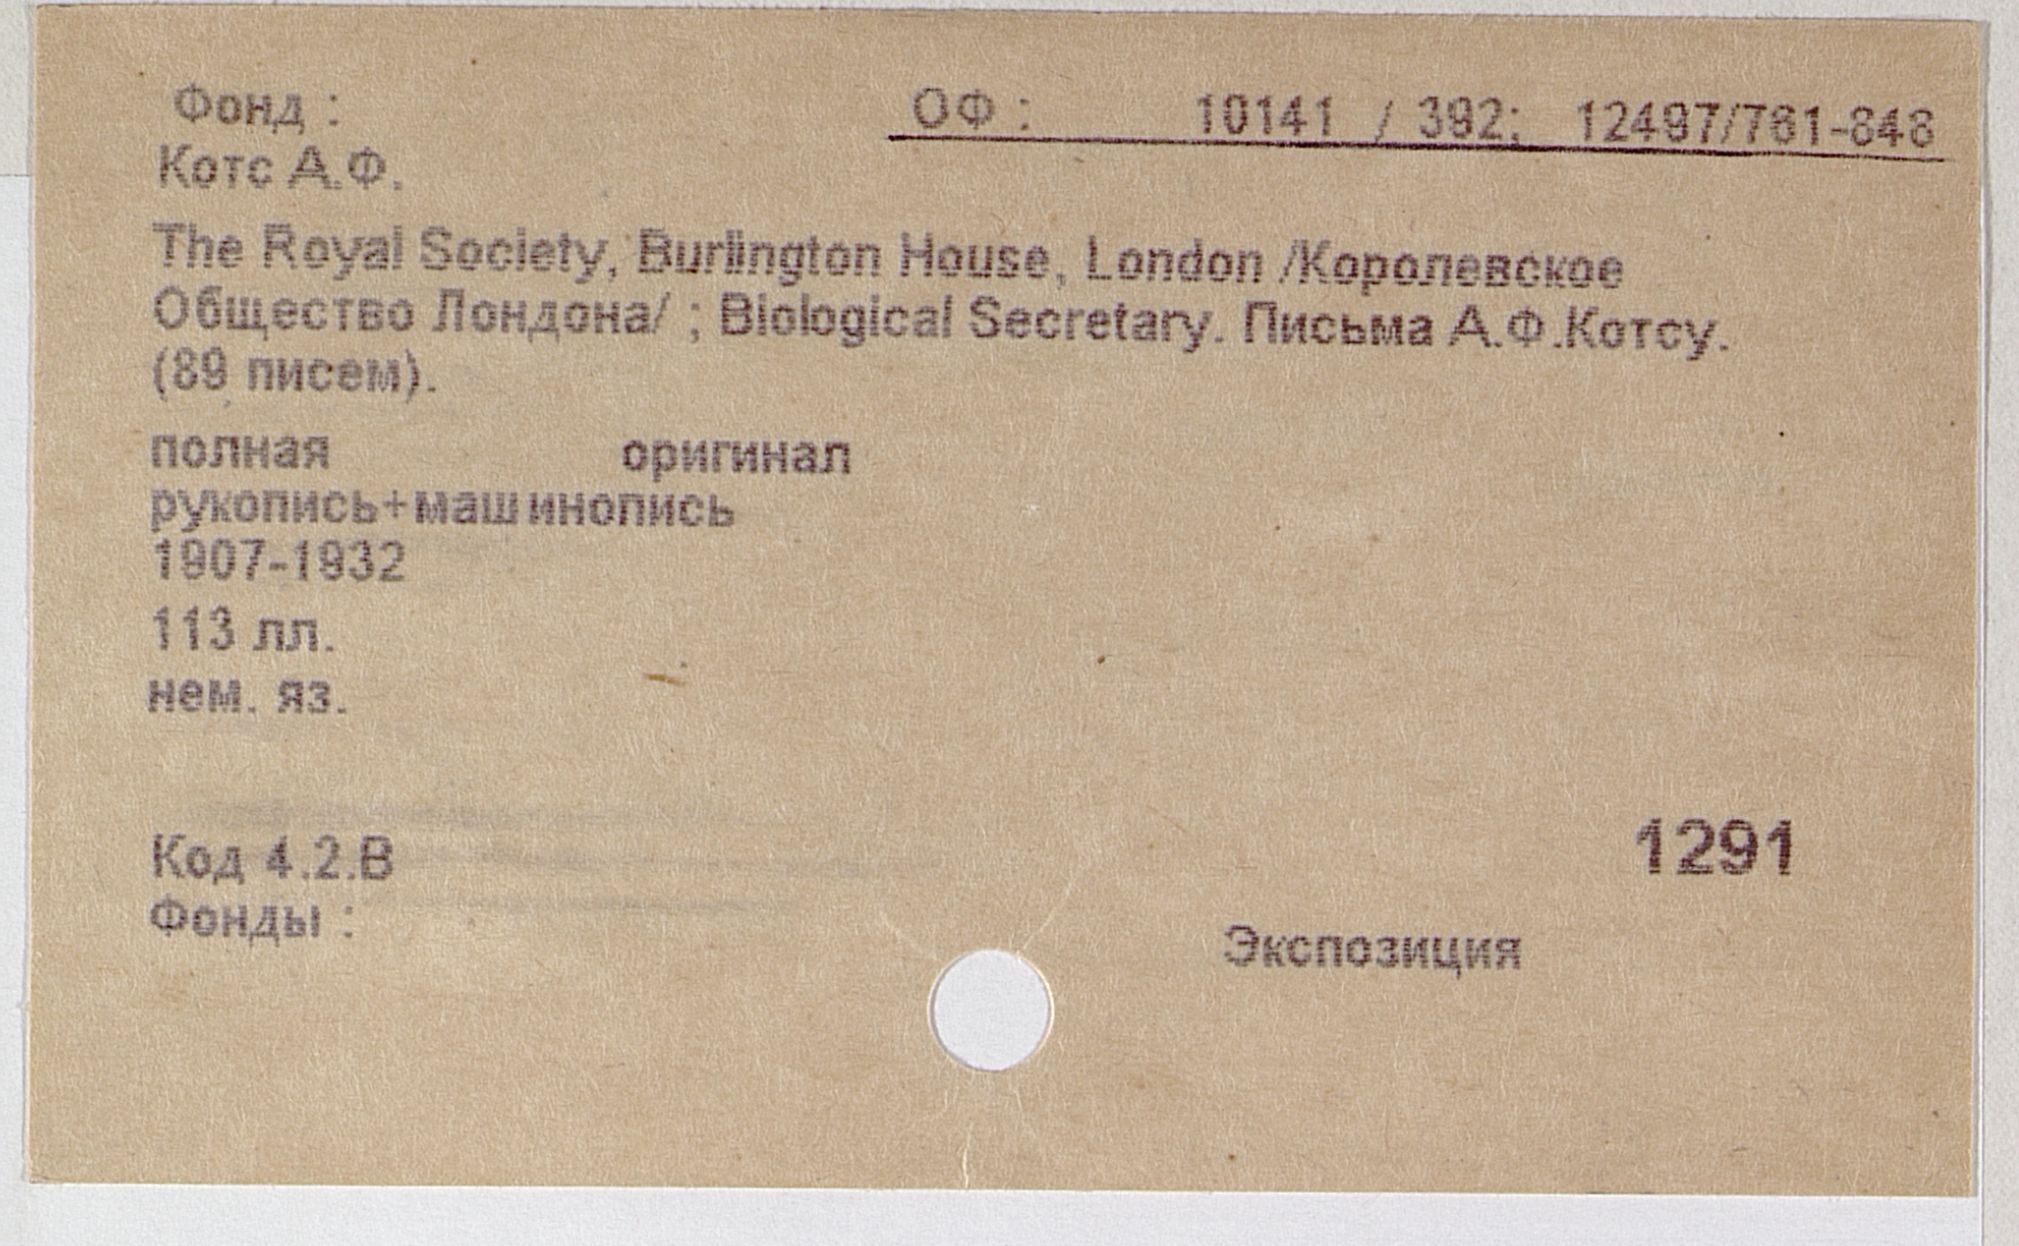 Фонд :
ОФ : 10141 / 392; 12497/761-848
Котс А.Ф.
The Royal Society, Burlington House, London /Королевское
Общество Лондона/ ; Biological Secretary. Письма А.Ф.Котсу.
(89 писем).
полная оригинал
рукопись+машинопись
1907-1932
113 лл.
нем. яз.
1291
Код 4.2.В
Фонды :
Экспозиция